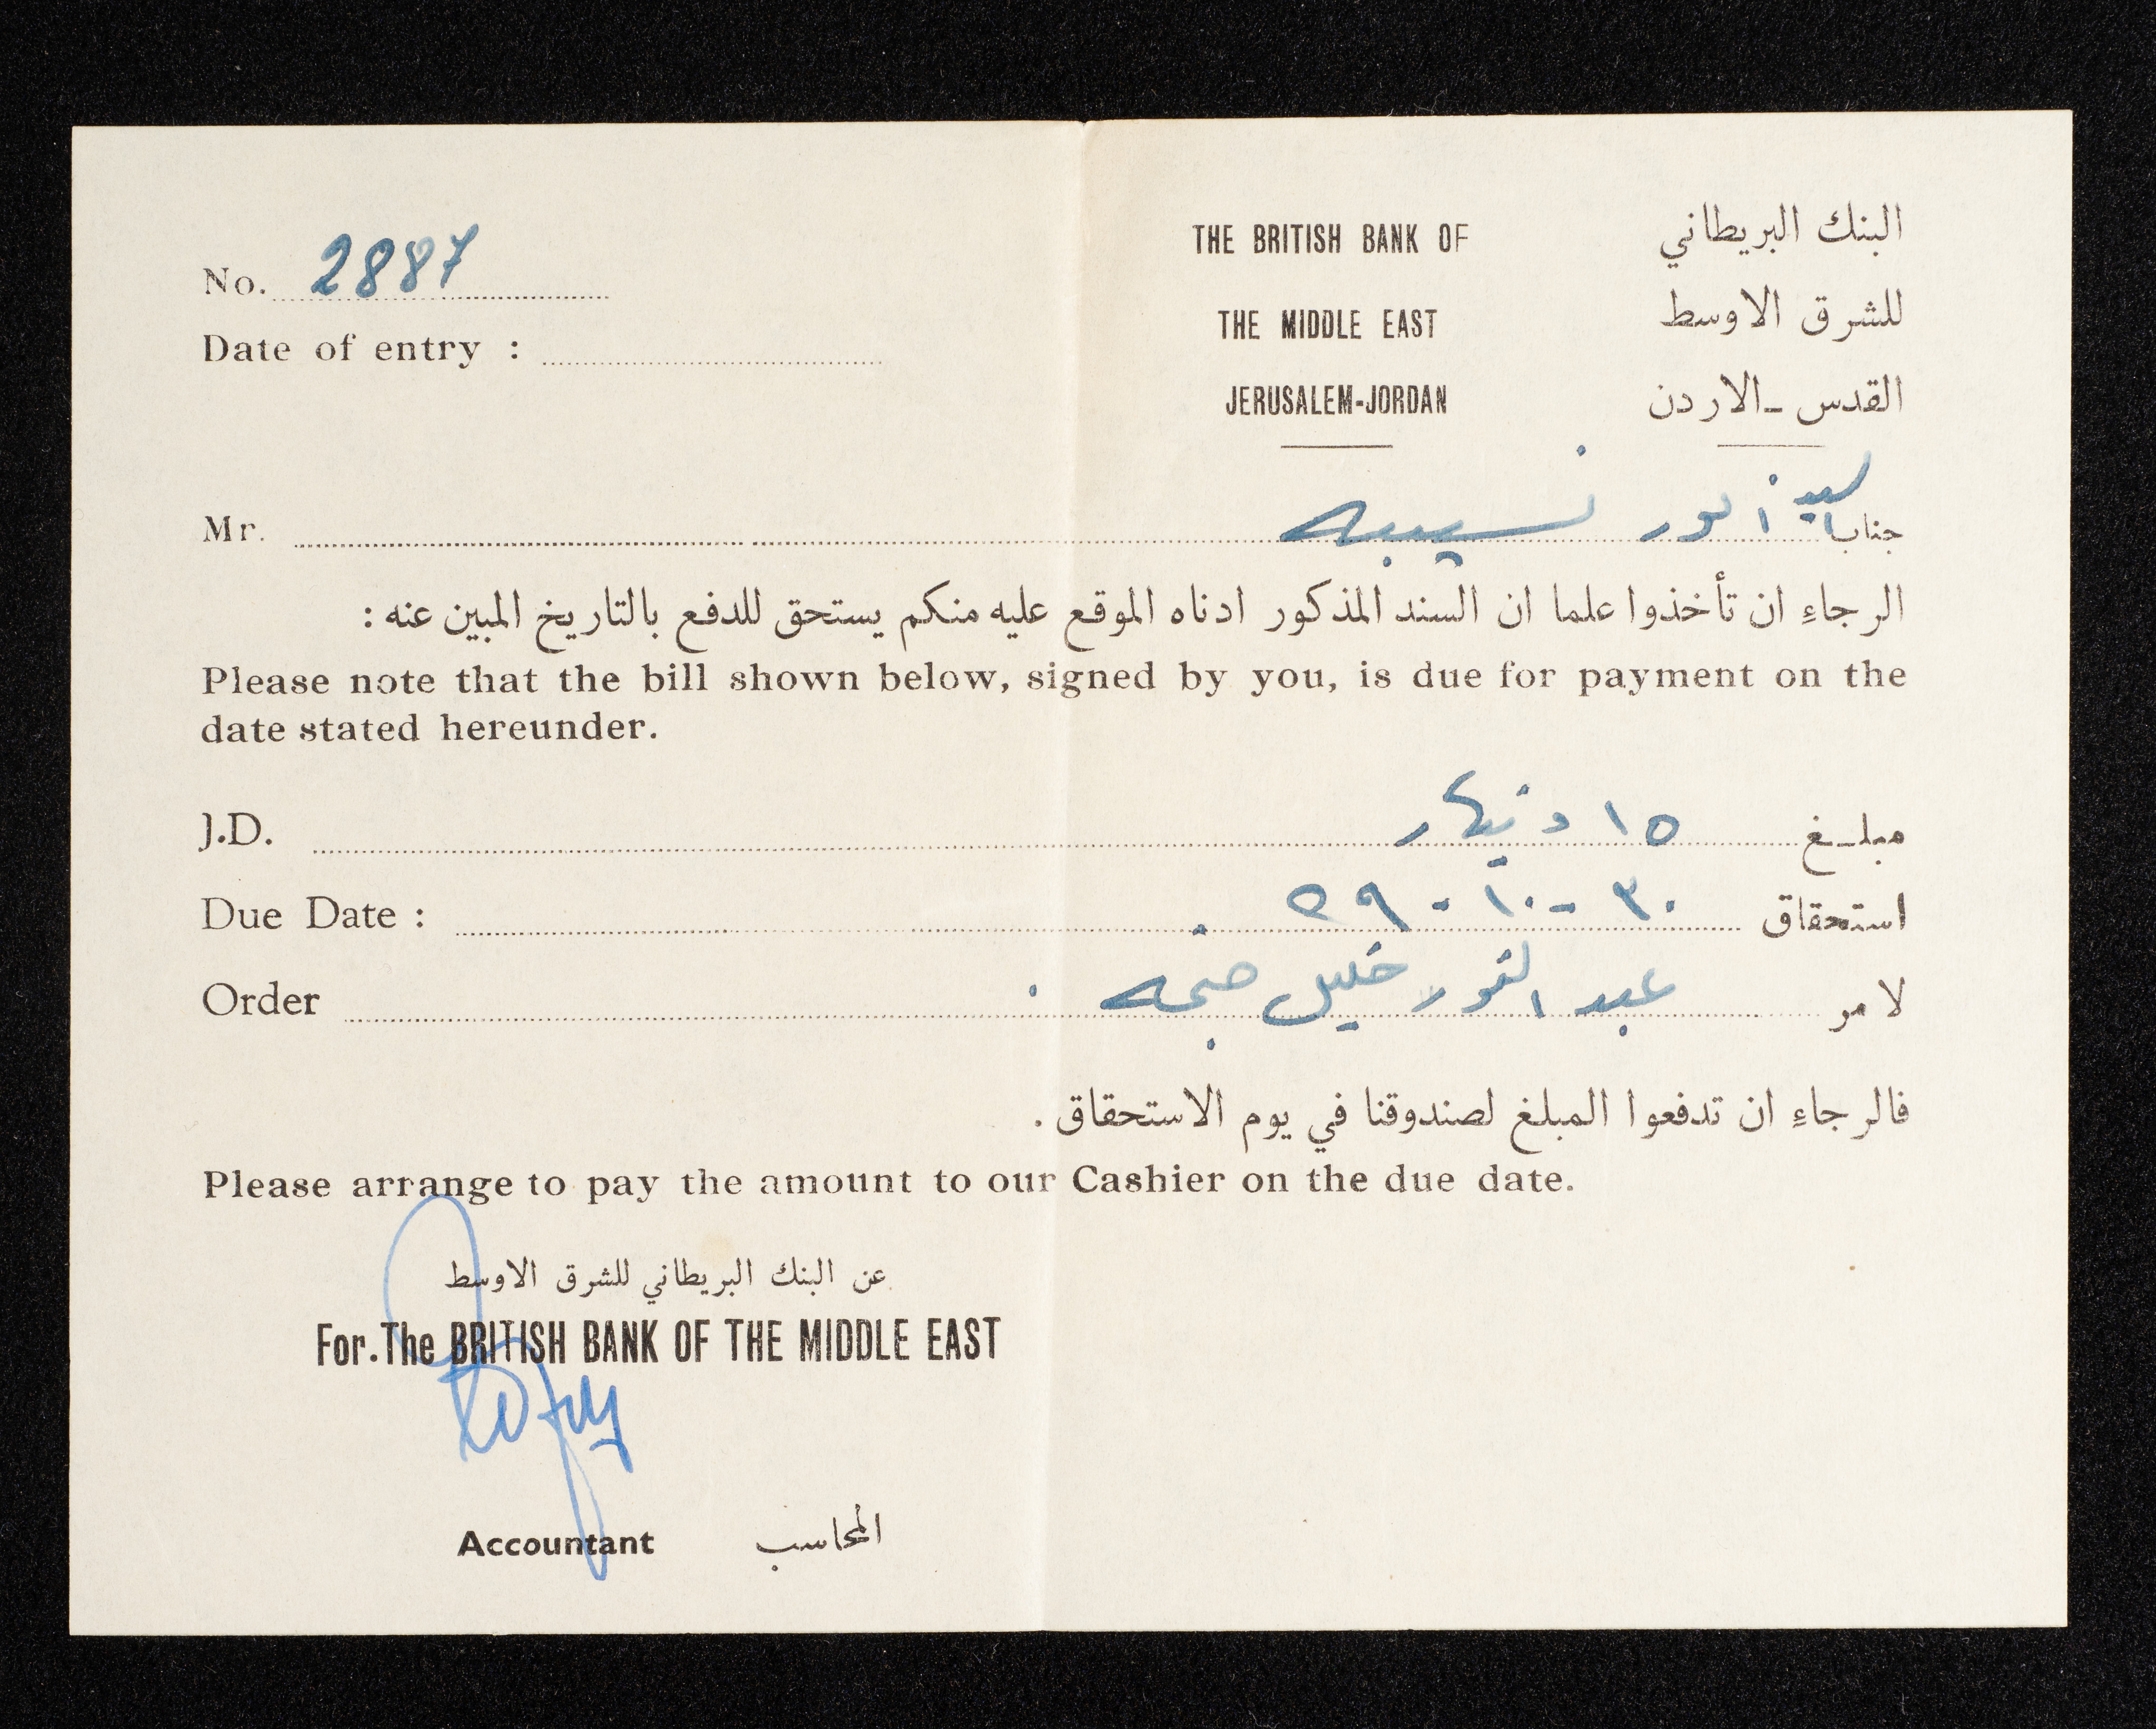 No. 2887
Date of entry :
THE BRITISH BANK OF
THE MIDDLE EAST
JERUSALEM-JORDAN
البنك البريطاني
للشرق الاوسط
القدس - الاردن
Mr. جناب السيد انور نسيبه
الرجاء ان تأخذوا علما ان السند المذكور ادناه الموقع عليه منكم يستحق للدفع بالتاريخ المبين عنه :
Please note that the bill shown below, signed by you, is due for payment on the
date stated hereunder.
J.D. مبلغ ١٥ دينار
Due Date : استحقاق ٣٠ - ١٠ - ٥٩
Order لامر عبد النور خليل
فالرجاء ان تدفعوا المبلغ لصندوقنا في يوم الاستحقاق .
Please arrange to pay the amount to our Cashier on the due date.
عن البنك البريطاني للشرق الاوسط
For. The BRITISH BANK OF THE MIDDLE EAST
Accountant المحاسب